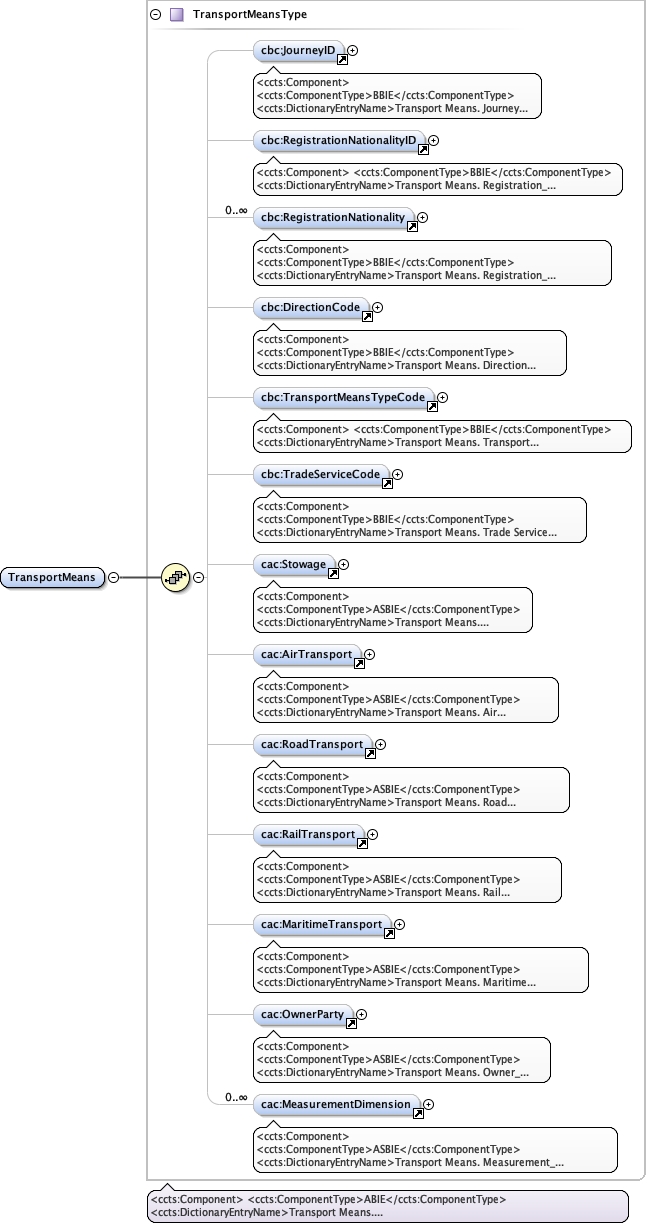 TransportMeansType
cbc:JourneyID
<ccts:Component>
<ccts:ComponentType>BBIE</ccts:ComponentType>
<ccts:DictionaryEntryName>Transport Means. Journey...
cbc:RegistrationNationalityID
<ccts:Component> <ccts:ComponentType>BBIE</ccts:ComponentType>
<ccts:DictionaryEntryName>Transport Means. Registration_...
0..∞
cbc:RegistrationNationality
<ccts:Component>
<ccts:ComponentType>BBIE</ccts:ComponentType>
<ccts:DictionaryEntryName>Transport Means. Registration_...
cbc:DirectionCode
<ccts:Component>
<ccts:ComponentType>BBIE</ccts:ComponentType>
<ccts:DictionaryEntryName>Transport Means. Direction...
cbc:TransportMeansTypeCode
<ccts:Component> <ccts:ComponentType>BBIE</ccts:ComponentType>
<ccts:DictionaryEntryName>Transport Means. Transport...
cbc:TradeServiceCode
<ccts:Component>
<ccts:ComponentType>BBIE</ccts:ComponentType>
<ccts:DictionaryEntryName>Transport Means. Trade Service...
cac:Stowage
TransportMeans
<ccts:Component>
<ccts:ComponentType>ASBIE</ccts:ComponentType>
<ccts:DictionaryEntryName>Transport Means....
cac:AirTransport
<ccts:Component>
<ccts:ComponentType>ASBIE</ccts:ComponentType>
<ccts:DictionaryEntryName>Transport Means. Air...
cac:RoadTransport
<ccts:Component>
<ccts:ComponentType>ASBIE</ccts:ComponentType>
<ccts:DictionaryEntryName>Transport Means. Road...
cac:RailTransport
<ccts:Component>
<ccts:ComponentType>ASBIE</ccts:ComponentType>
<ccts:DictionaryEntryName>Transport Means. Rail...
cac:MaritimeTransport
<ccts:Component>
<ccts:ComponentType>ASBIE</ccts:ComponentType>
<ccts:DictionaryEntryName>Transport Means. Maritime...
cac:OwnerParty
<ccts:Component>
<ccts:ComponentType>ASBIE</ccts:ComponentType>
<ccts:DictionaryEntryName>Transport Means. Owner_...
0..∞
cac:MeasurementDimension
<ccts:Component>
<ccts:ComponentType>ASBIE</ccts:ComponentType>
<ccts:DictionaryEntryName>Transport Means. Measurement_...
<ccts:Component> <ccts:ComponentType>ABIE</ccts:ComponentType>
<ccts:DictionaryEntryName>Transport Means....